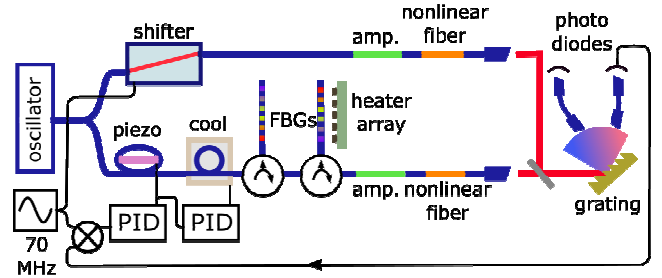 nonlinear
fiber
photo
diodes
shifter
amp.
oscillator
piezo
cool
FBGs
heater
array
amp.
nonlinear
fiber
grating
PID
PID
70
MHz